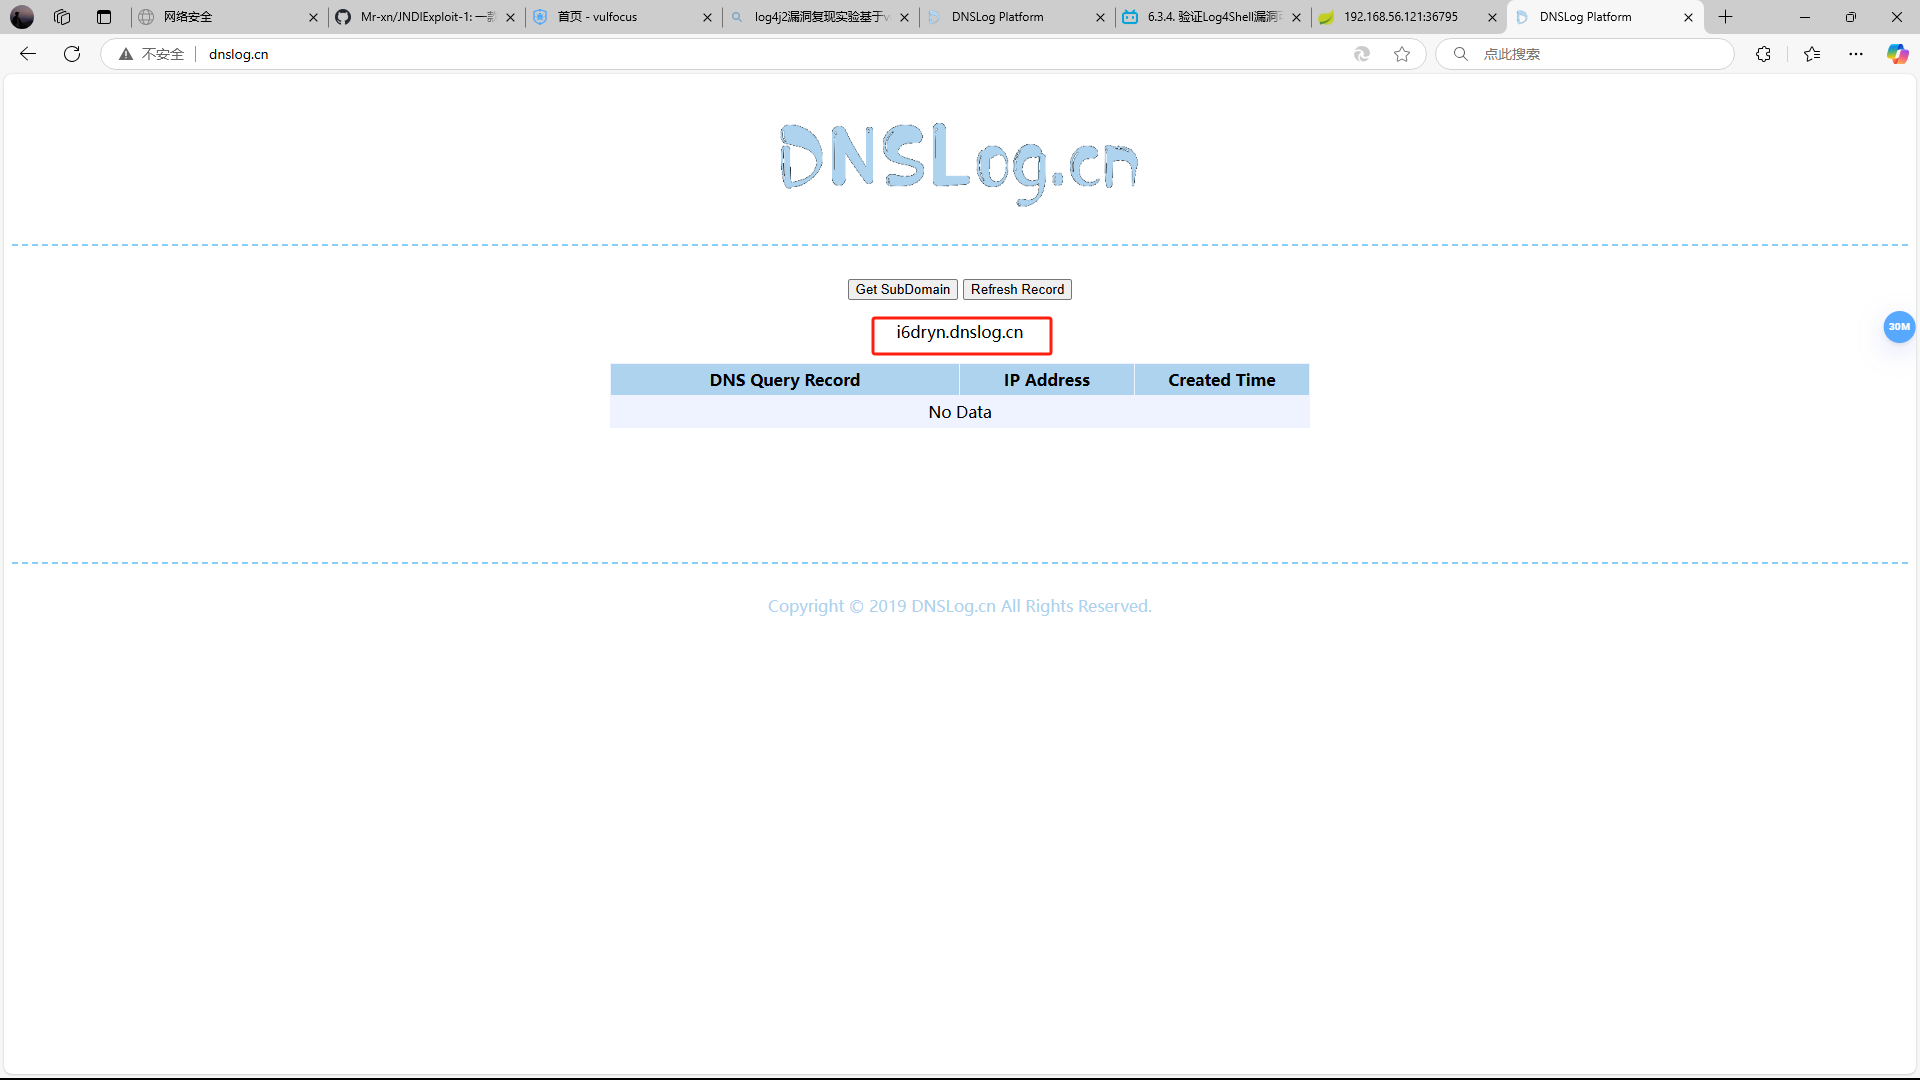 网络安全
Mr-xn/JNDIExploit-1: 一款
首页 - vulfocus
log4j2漏洞复现实验基于v
DNSLog Platform
6.3.4. 验证Log4Shell漏洞
192.168.56.121:36795
DNSLog Platform
不安全
dnslog.cn
点此搜索
DNSLog.cn
Get SubDomain
Refresh Record
i6dryn.dnslog.cn
DNS Query Record
IP Address
Created Time
No Data
30M
Copyright © 2019 DNSLog.cn All Rights Reserved.